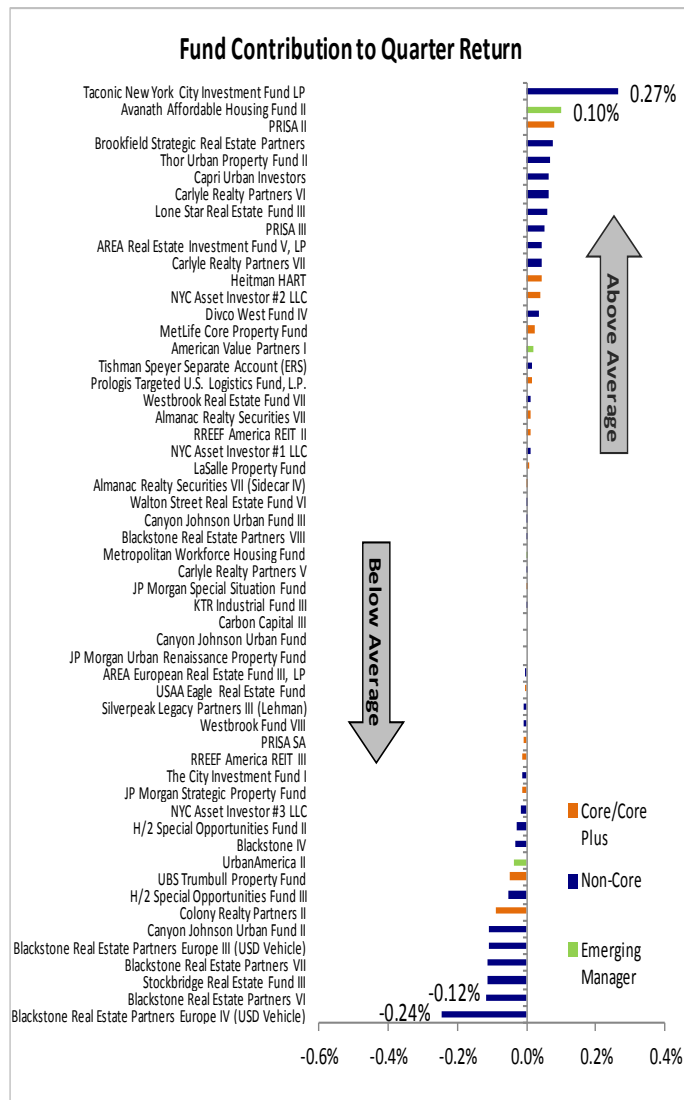 Fund Contribution to Quarter Return
Taconic New York City Investment Fund LP
0.27%
Avanath Affordable Housing Fund II
0.10%
PRISA II
Brookfield Strategic Real Estate Partners
Thor Urban Property Fund II
Capri Urban Investors
Carlyle Realty Partners VI
Lone Star Real Estate Fund III
PRISA III
AREA Real Estate Investment Fund V, LP
Carlyle Realty Partners VII
Heitman HART
NYC Asset Investor #2 LLC
Divco West Fund IV
MetLife Core Property Fund
American Value Partners I
Tishman Speyer Separate Account (ERS)
Prologis Targeted U.S. Logistics Fund, L.P.
Westbrook Real Estate Fund VII
Almanac Realty Securities VII
RREEF America REIT II
NYC Asset Investor #1 LLC
LaSalle Property Fund
Almanac Realty Securities VII (Sidecar IV)
Walton Street Real Estate Fund VI
Canyon Johnson Urban Fund III
Blackstone Real Estate Partners VIII
Metropolitan Workforce Housing Fund
Carlyle Realty Partners V
JP Morgan Special Situation Fund
KTR Industrial Fund III
Carbon Capital III
Canyon Johnson Urban Fund
JP Morgan Urban Renaissance Property Fund
AREA European Real Estate Fund III, LP
USAA Eagle Real Estate Fund
Silverpeak Legacy Partners III (Lehman)
Westbrook Fund VIII
PRISA SA
RREEF America REIT III
The City Investment Fund I
JP Morgan Strategic Property Fund
NYC Asset Investor #3 LLC
H/2 Special Opportunities Fund II
Blackstone IV
UrbanAmerica II
UBS Trumbull Property Fund
H/2 Special Opportunities Fund III
Colony Realty Partners II
Canyon Johnson Urban Fund II
Blackstone Real Estate Partners Europe III (USD Vehicle)
Blackstone Real Estate Partners VII
Stockbridge Real Estate Fund III
Blackstone Real Estate Partners VI
-0.12%
Blackstone Real Estate Partners Europe IV (USD Vehicle)
-0.24%
Above Average
Below Average
Core/Core
Plus
Non-Core
Emerging
Manager
-0.6%
-0.4%
-0.2%
0.0%
0.2%
0.4%